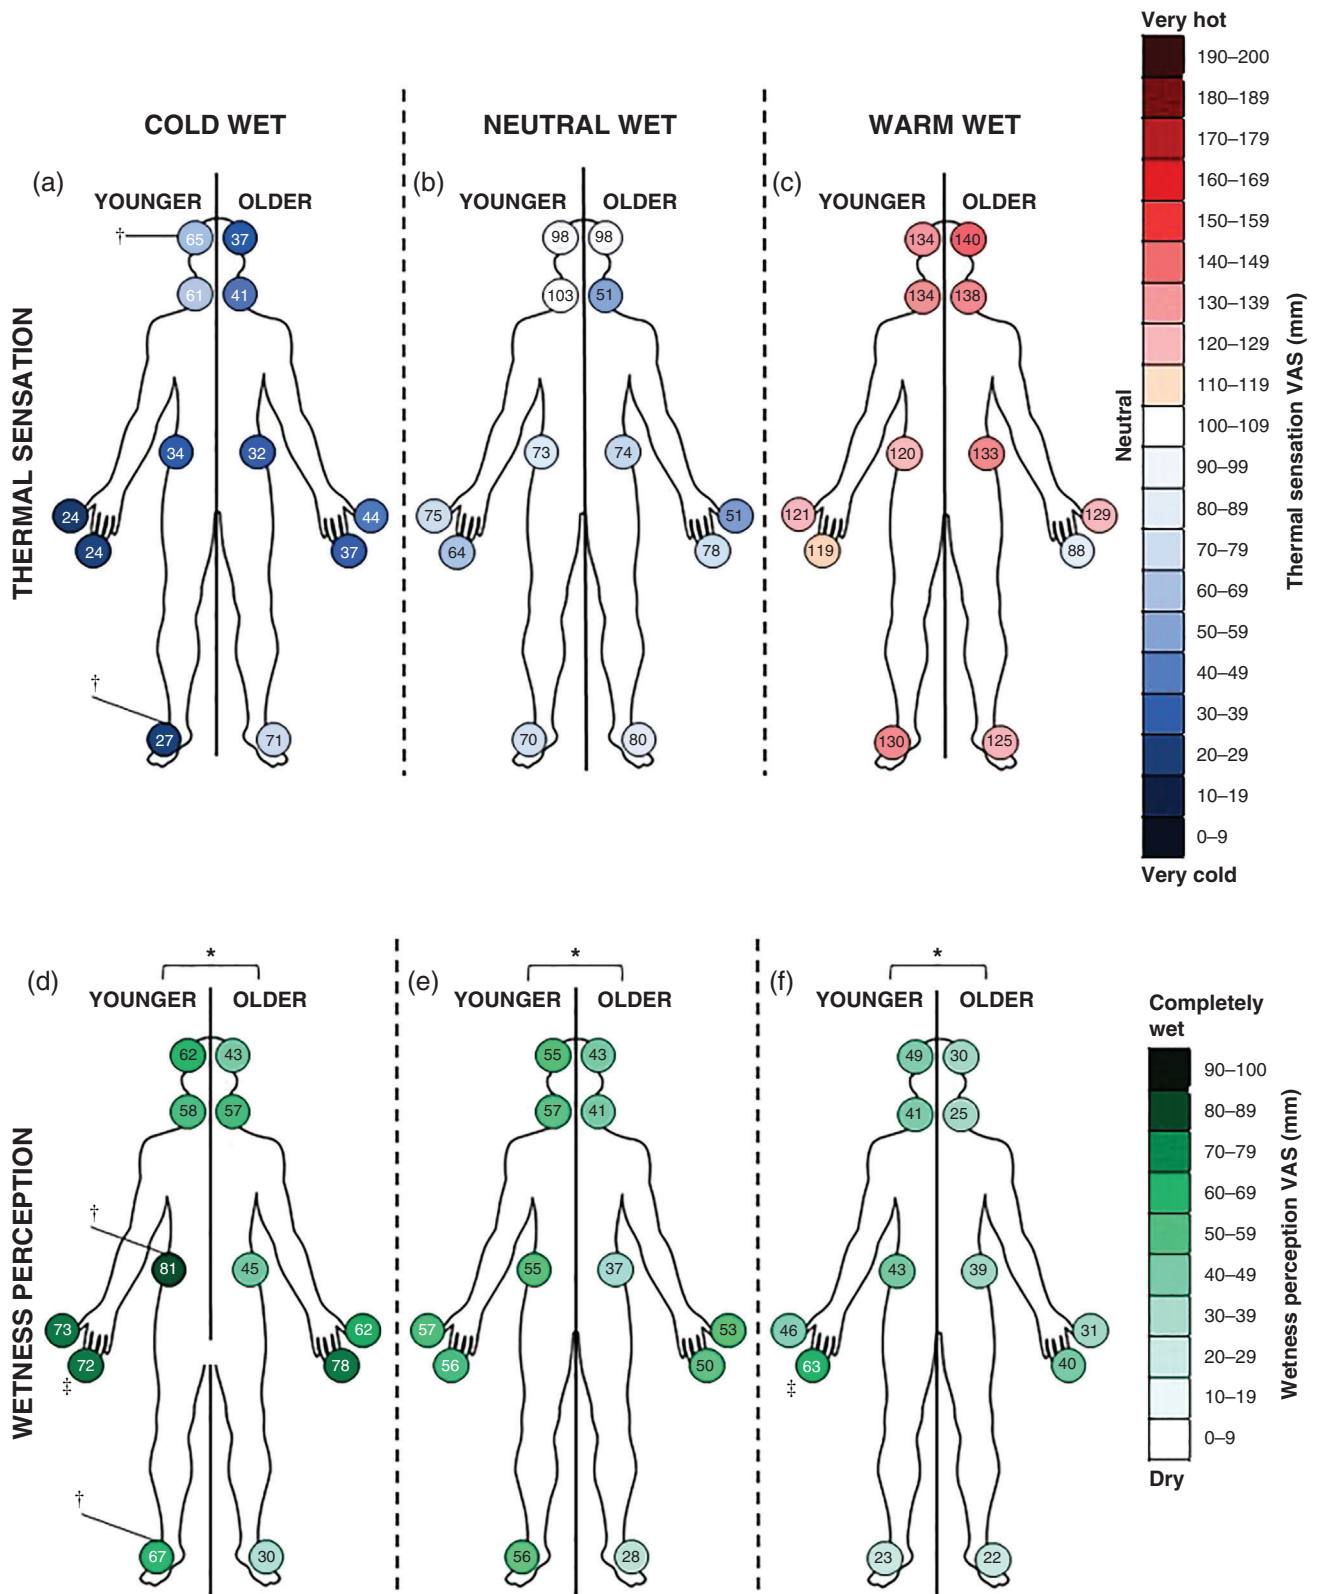 Very hot
190–200
180–189
170–179
160–169
150–159
140–149
130–139
120–129
110–119
100–109
90–99
80–89
70–79
60–69
50–59
40–49
30–39
20–29
10–19
0–9
Very cold
Neutral
Thermal sensation VAS (mm)
THERMAL SENSATION
COLD WET
(a)
YOUNGER OLDER
† 65 37
61 41
34 32
24 44
24 37
†
27 71
NEUTRAL WET
(b)
YOUNGER OLDER
98 98
103 51
73 74
75 51
64 78
70 80
WARM WET
(c)
YOUNGER OLDER
134 140
134 138
120 133
121 129
119 88
130 125
WETNESS PERCEPTION
*
(d)
YOUNGER OLDER
62 43
58 57
†
81 45
73 62
72 78
‡
†
67 30
*
(e)
YOUNGER OLDER
55 43
57 41
55 37
57 53
56 50
56 28
*
(f)
YOUNGER OLDER
49 30
41 25
43 39
46 31
63 40
‡
23 22
Completely
wet
90–100
80–89
70–79
60–69
50–59
40–49
30–39
20–29
10–19
0–9
Dry
Wetness perception VAS (mm)